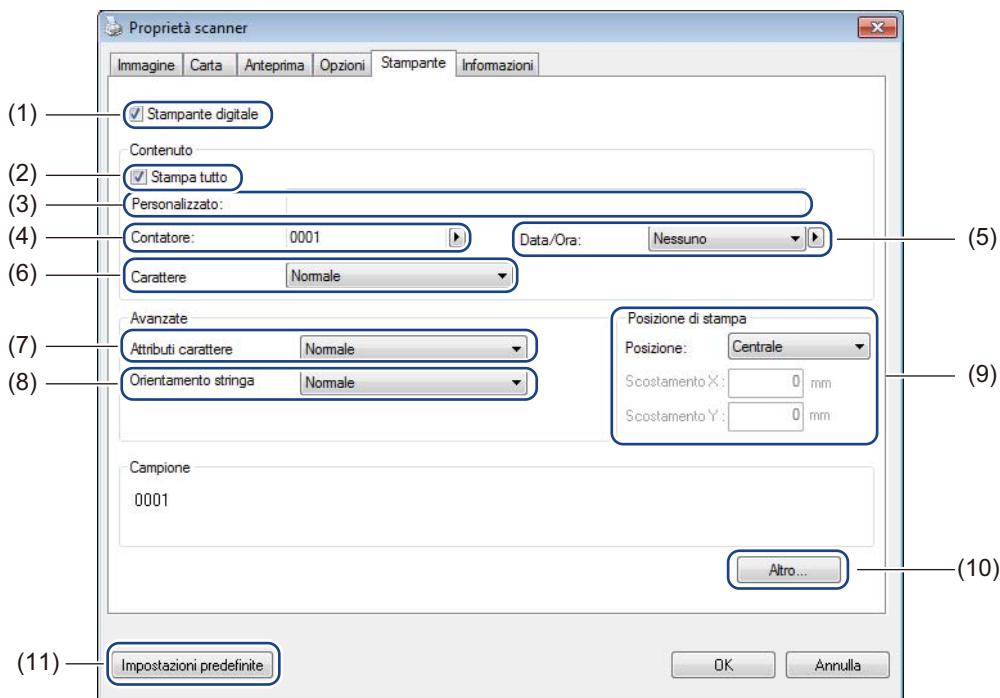 Proprietà scanner
Immagine Carta Anteprima Opzioni Stampante Informazioni
(1) Stampante digitale
Contenuto
(2) Stampa tutto
(3) Personalizzato:
(4) Contatore: 0001 Data/Ora: Nessuno (5)
(6) Carattere Normale
Avanzate Posizione di stampa
(7) Attributi carattere Normale Posizione: Centrale
(8) Orientamento stringa Normale Scostamento X: 0 mm (9)
Scostamento Y: 0 mm
Campione
0001
Altro... (10)
(11) Impostazioni predefinite OK Annulla